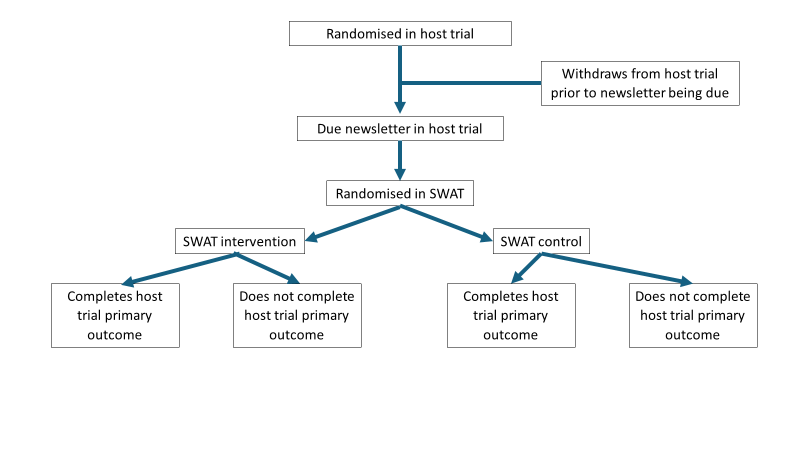 Randomised in host trial
Withdraws from host trial
prior to newsletter being due
Due newsletter in host trial
Randomised in SWAT
SWAT intervention
SWAT control
Completes host
trial primary
outcome
Does not complete
host trial primary
outcome
Completes host
trial primary
outcome
Does not complete
host trial primary
outcome